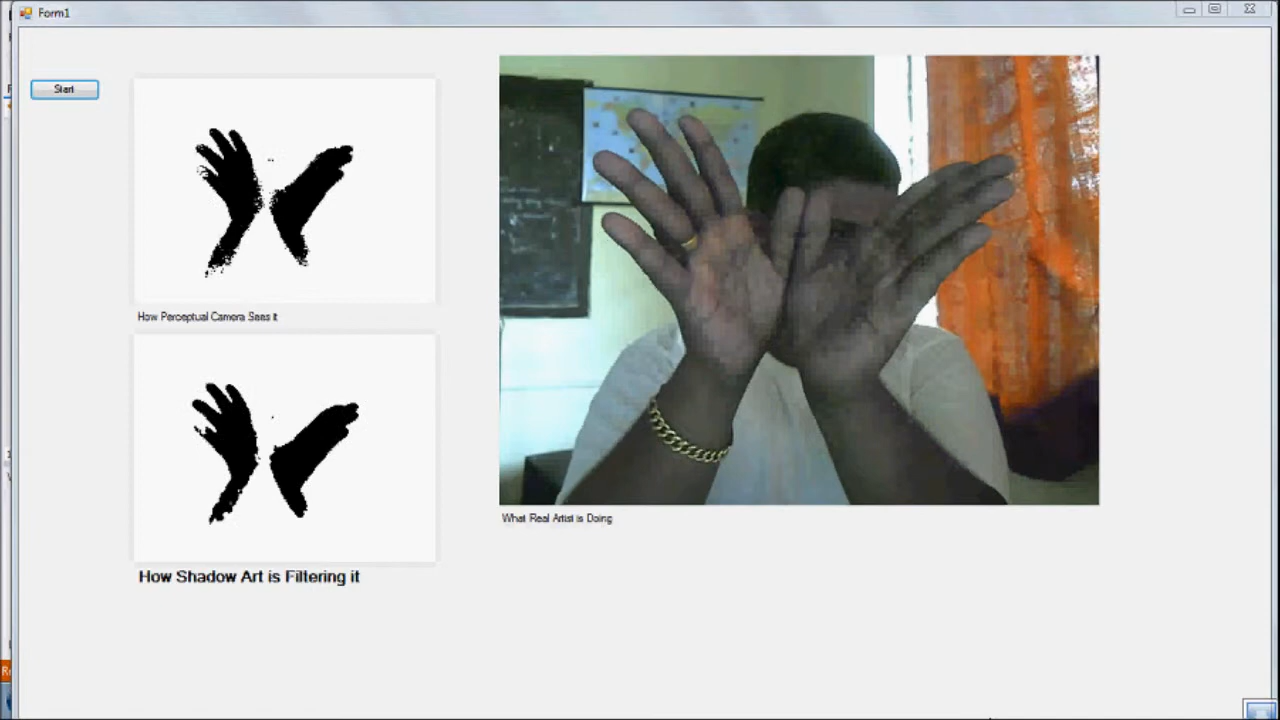 Form1
Start
How Perceptual Camera Sees it
What Real Artist is Doing
How Shadow Art is Filtering it